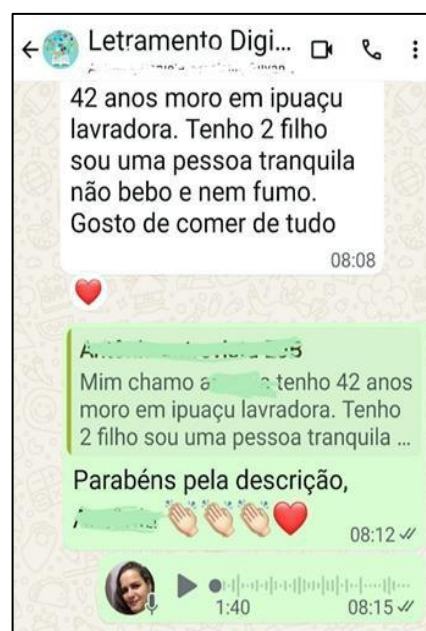 Letramento Digi...
42 anos moro em ipuaçu
lavradora. Tenho 2 filho
sou uma pessoa tranquila
não bebo e nem fumo.
Gosto de comer de tudo
08:08
Mim chamo a tenho 42 anos
moro em ipuaçu lavradora. Tenho
2 filho sou uma pessoa tranquila ...
Parabéns pela descrição,
08:12
1:40 08:15